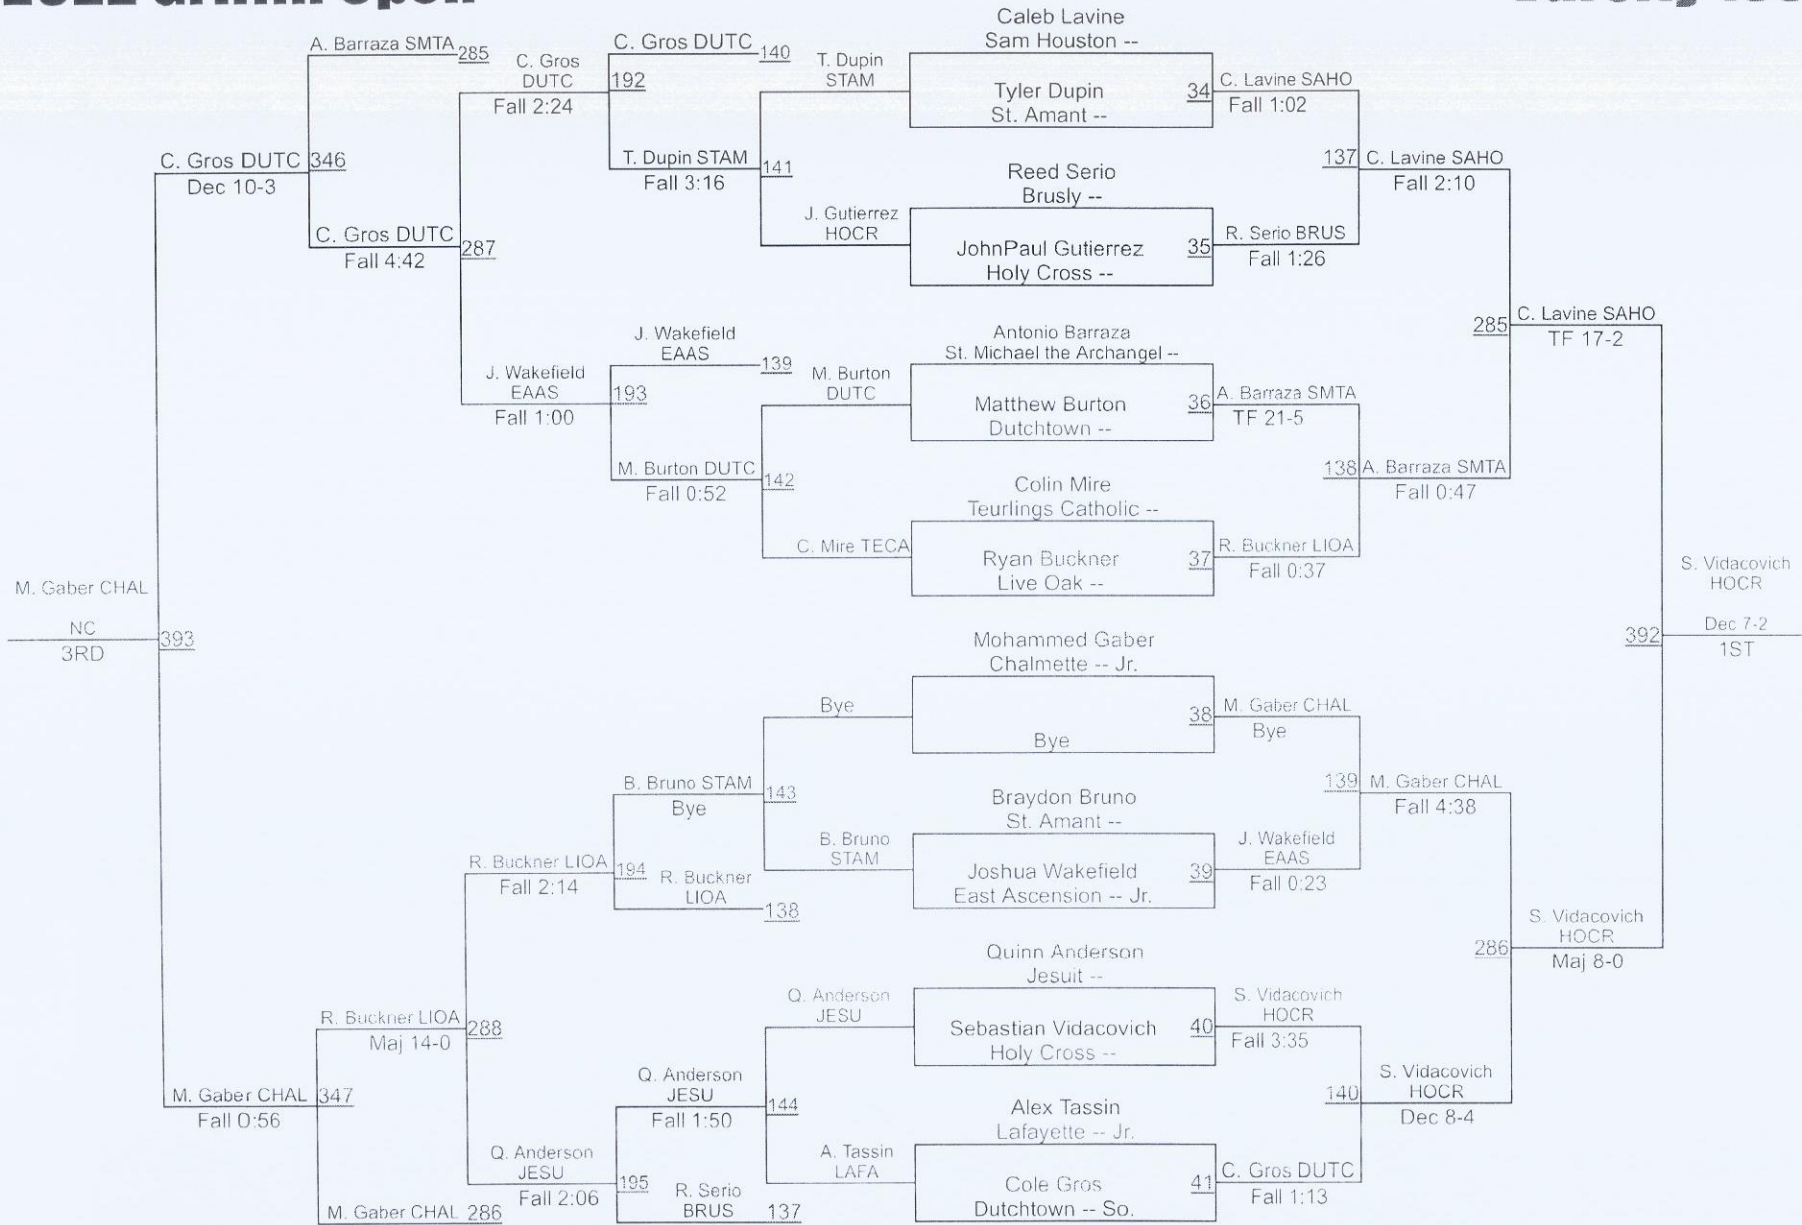 Caleb Lavine
Sam Houston --
A. Barraza SMTA 285
C. Gros DUTC 140
C. Gros
DUTC
192
Fall 2:24
T. Dupin
STAM
Tyler Dupin
St. Amant --
34
C. Lavine SAHO
Fall 1:02
C. Gros DUTC 346
Dec 10-3
T. Dupin STAM
Fall 3:16
141
Reed Serio
Brusly --
137
C. Lavine SAHO
Fall 2:10
J. Gutierrez
HOCR
C. Gros DUTC
Fall 4:42
287
JohnPaul Gutierrez
Holy Cross --
35
R. Serio BRUS
Fall 1:26
J. Wakefield
EAAS
139
Antonio Barraza
St. Michael the Archangel --
285
C. Lavine SAHO
TF 17-2
J. Wakefield
EAAS
193
Fall 1:00
M. Burton
DUTC
Matthew Burton
Dutchtown --
36
A. Barraza SMTA
TF 21-5
M. Burton DUTC
Fall 0:52
142
Colin Mire
Teurlings Catholic --
138
A. Barraza SMTA
Fall 0:47
C. Mire TECA
Ryan Buckner
Live Oak --
37
R. Buckner LIOA
Fall 0:37
M. Gaber CHAL
NC
3RD
393
S. Vidacovich
HOCR
392
Dec 7-2
1ST
Mohammed Gaber
Chalmette -- Jr.
Bye
Bye
38
M. Gaber CHAL
Bye
B. Bruno STAM
Bye
143
Braydon Bruno
St. Amant --
139
M. Gaber CHAL
Fall 4:38
R. Buckner LIOA
Fall 2:14
194
R. Buckner
LIOA
138
B. Bruno
STAM
Joshua Wakefield
East Ascension -- Jr.
39
J. Wakefield
EAAS
Fall 0:23
Quinn Anderson
Jesuit --
286
S. Vidacovich
HOCR
Maj 8-0
R. Buckner LIOA
Maj 14-0
288
Q. Anderson
JESU
Sebastian Vidacovich
Holy Cross --
40
S. Vidacovich
HOCR
Fall 3:35
M. Gaber CHAL 347
Fall 0:56
Q. Anderson
JESU
Fall 1:50
144
Alex Tassin
Lafayette -- Jr.
140
S. Vidacovich
HOCR
Dec 8-4
Q. Anderson
JESU
Fall 2:06
195
R. Serio
BRUS
137
A. Tassin
LAFA
Cole Gros
Dutchtown -- So.
41
C. Gros DUTC
Fall 1:13
M. Gaber CHAL 286